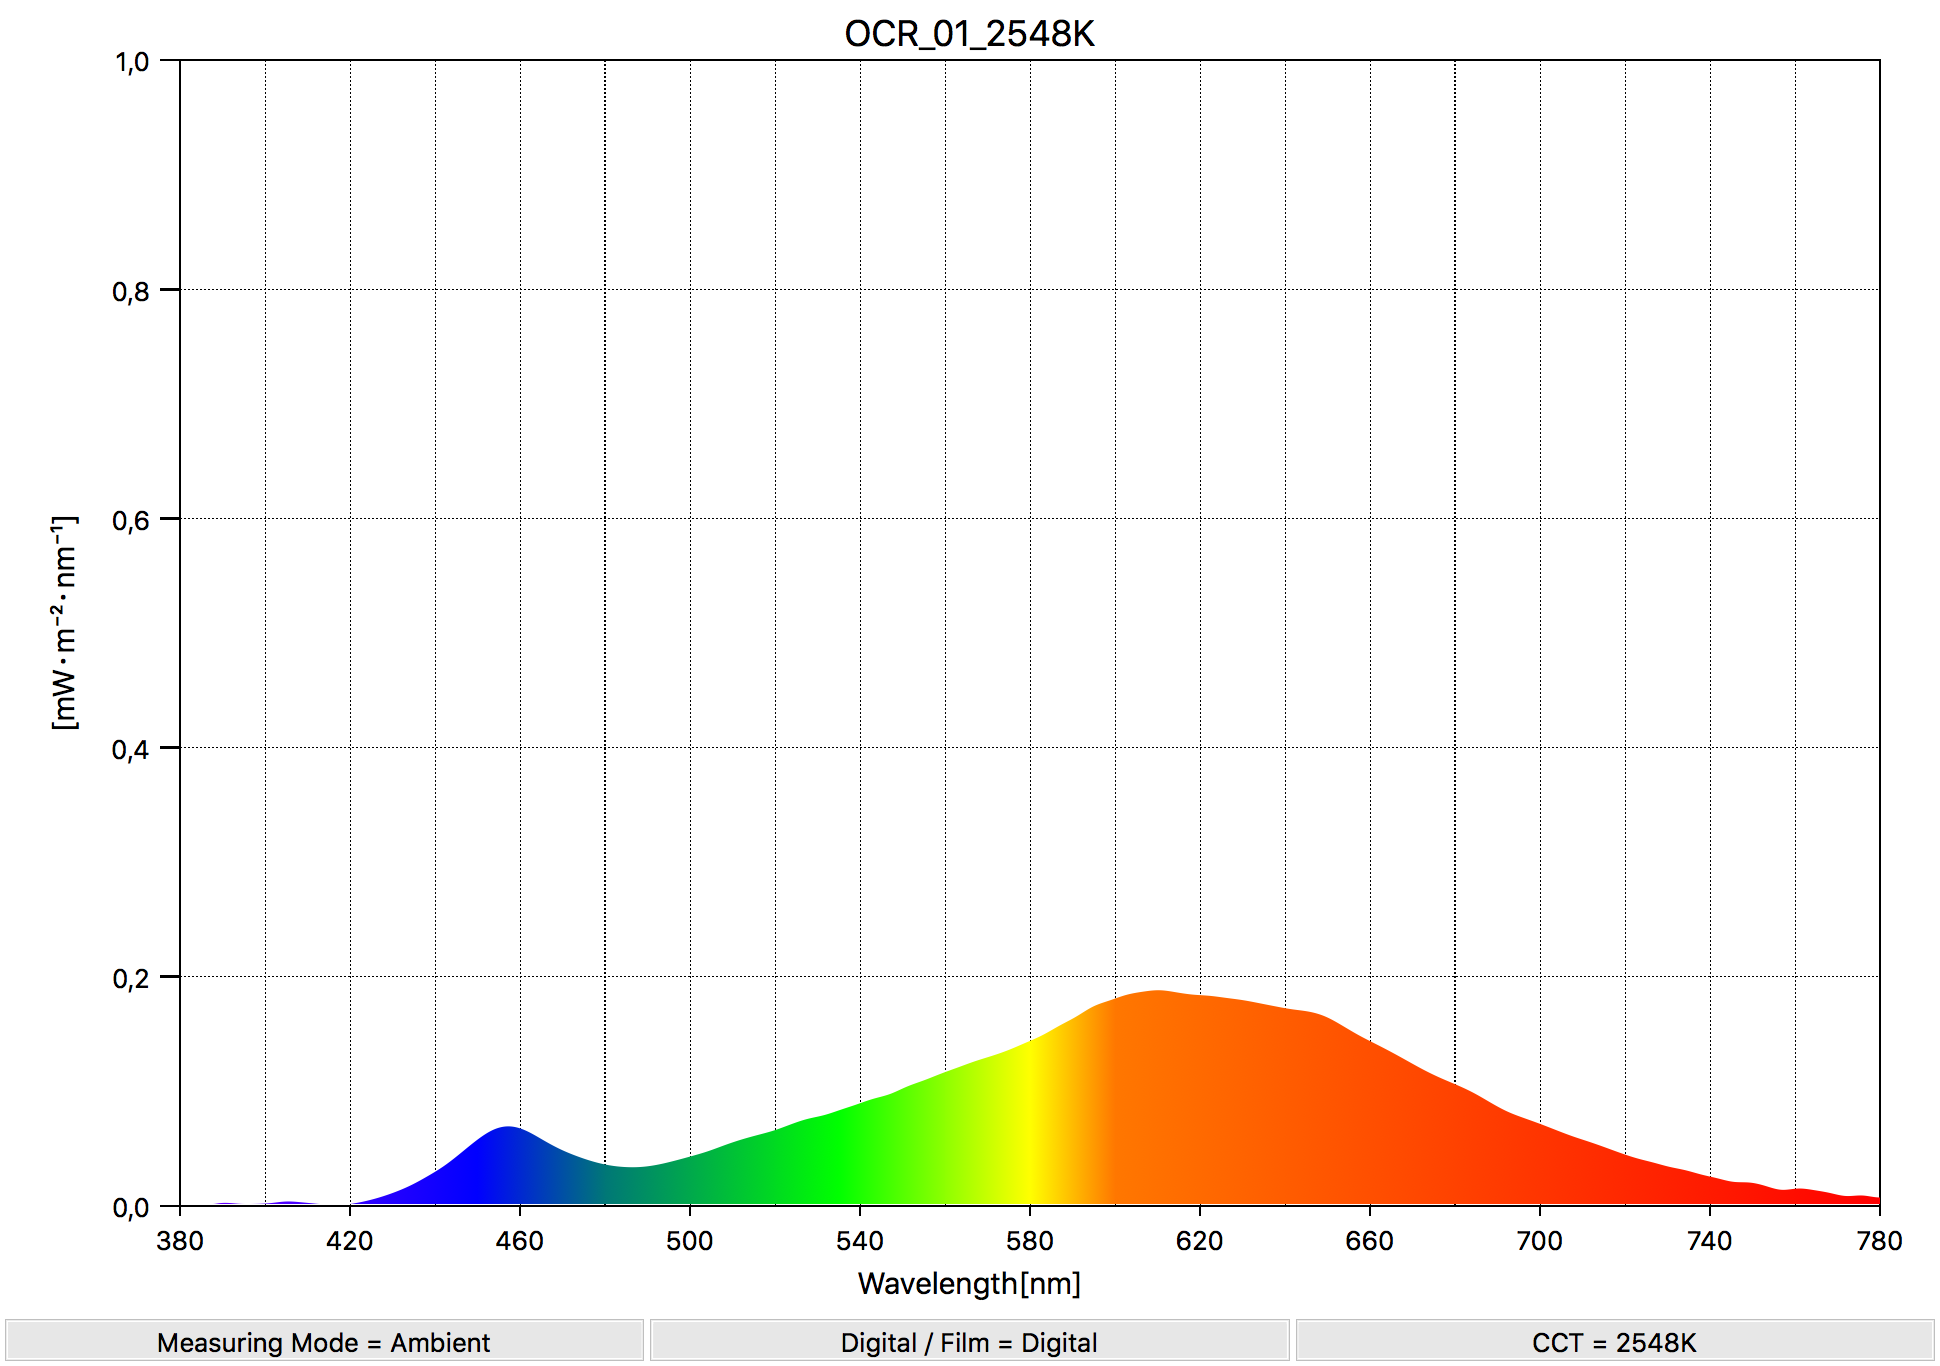 OCR_01_2548K
1,0
0,8
0,6
0,4
0,2
0,0
[mW·m⁻²·nm⁻¹]
380 420 460 500 540 580 620 660 700 740 780
Wavelength[nm]
Measuring Mode = Ambient
Digital / Film = Digital
CCT = 2548K